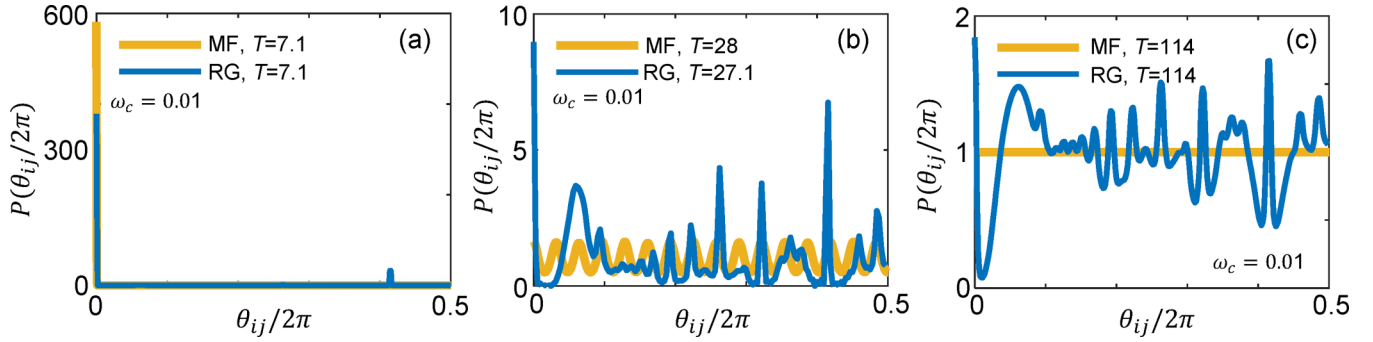 600
300
0
0
0.5
P(θij/2π)
θij/2π
MF, T=7.1
RG, T=7.1
ωc = 0.01
(a)
10
5
0
0
0.5
P(θij/2π)
θij/2π
MF, T=28
RG, T=27.1
ωc = 0.01
(b)
2
1
0
0
0.5
P(θij/2π)
θij/2π
MF, T=114
RG, T=114
ωc = 0.01
(c)